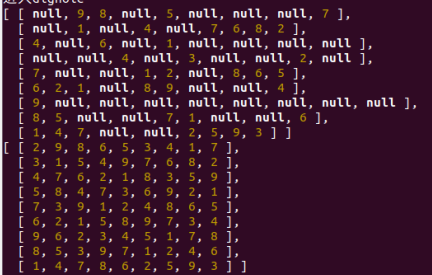 [ [ null, 9, 8, null, 5, null, null, null, 7 ],
[ null, 1, null, 4, null, 7, 6, 8, 2 ],
[ 4, null, 6, null, 1, null, null, null, null ],
[ null, null, 4, null, 3, null, null, 2, null ],
[ 7, null, null, 1, 2, null, 8, 6, 5 ],
[ 6, 2, 1, null, 8, 9, null, null, 4 ],
[ 9, null, null, null, null, null, null, null, null ],
[ 8, 5, null, null, 7, 1, null, null, 6 ],
[ 1, 4, 7, null, null, 2, 5, 9, 3 ] ]
[ [ 2, 9, 8, 6, 5, 3, 4, 1, 7 ],
[ 3, 1, 5, 4, 9, 7, 6, 8, 2 ],
[ 4, 7, 6, 2, 1, 8, 3, 5, 9 ],
[ 5, 8, 4, 7, 3, 6, 9, 2, 1 ],
[ 7, 3, 9, 1, 2, 4, 8, 6, 5 ],
[ 6, 2, 1, 5, 8, 9, 7, 3, 4 ],
[ 9, 6, 2, 3, 4, 5, 1, 7, 8 ],
[ 8, 5, 3, 9, 7, 1, 2, 4, 6 ],
[ 1, 4, 7, 8, 6, 2, 5, 9, 3 ] ]